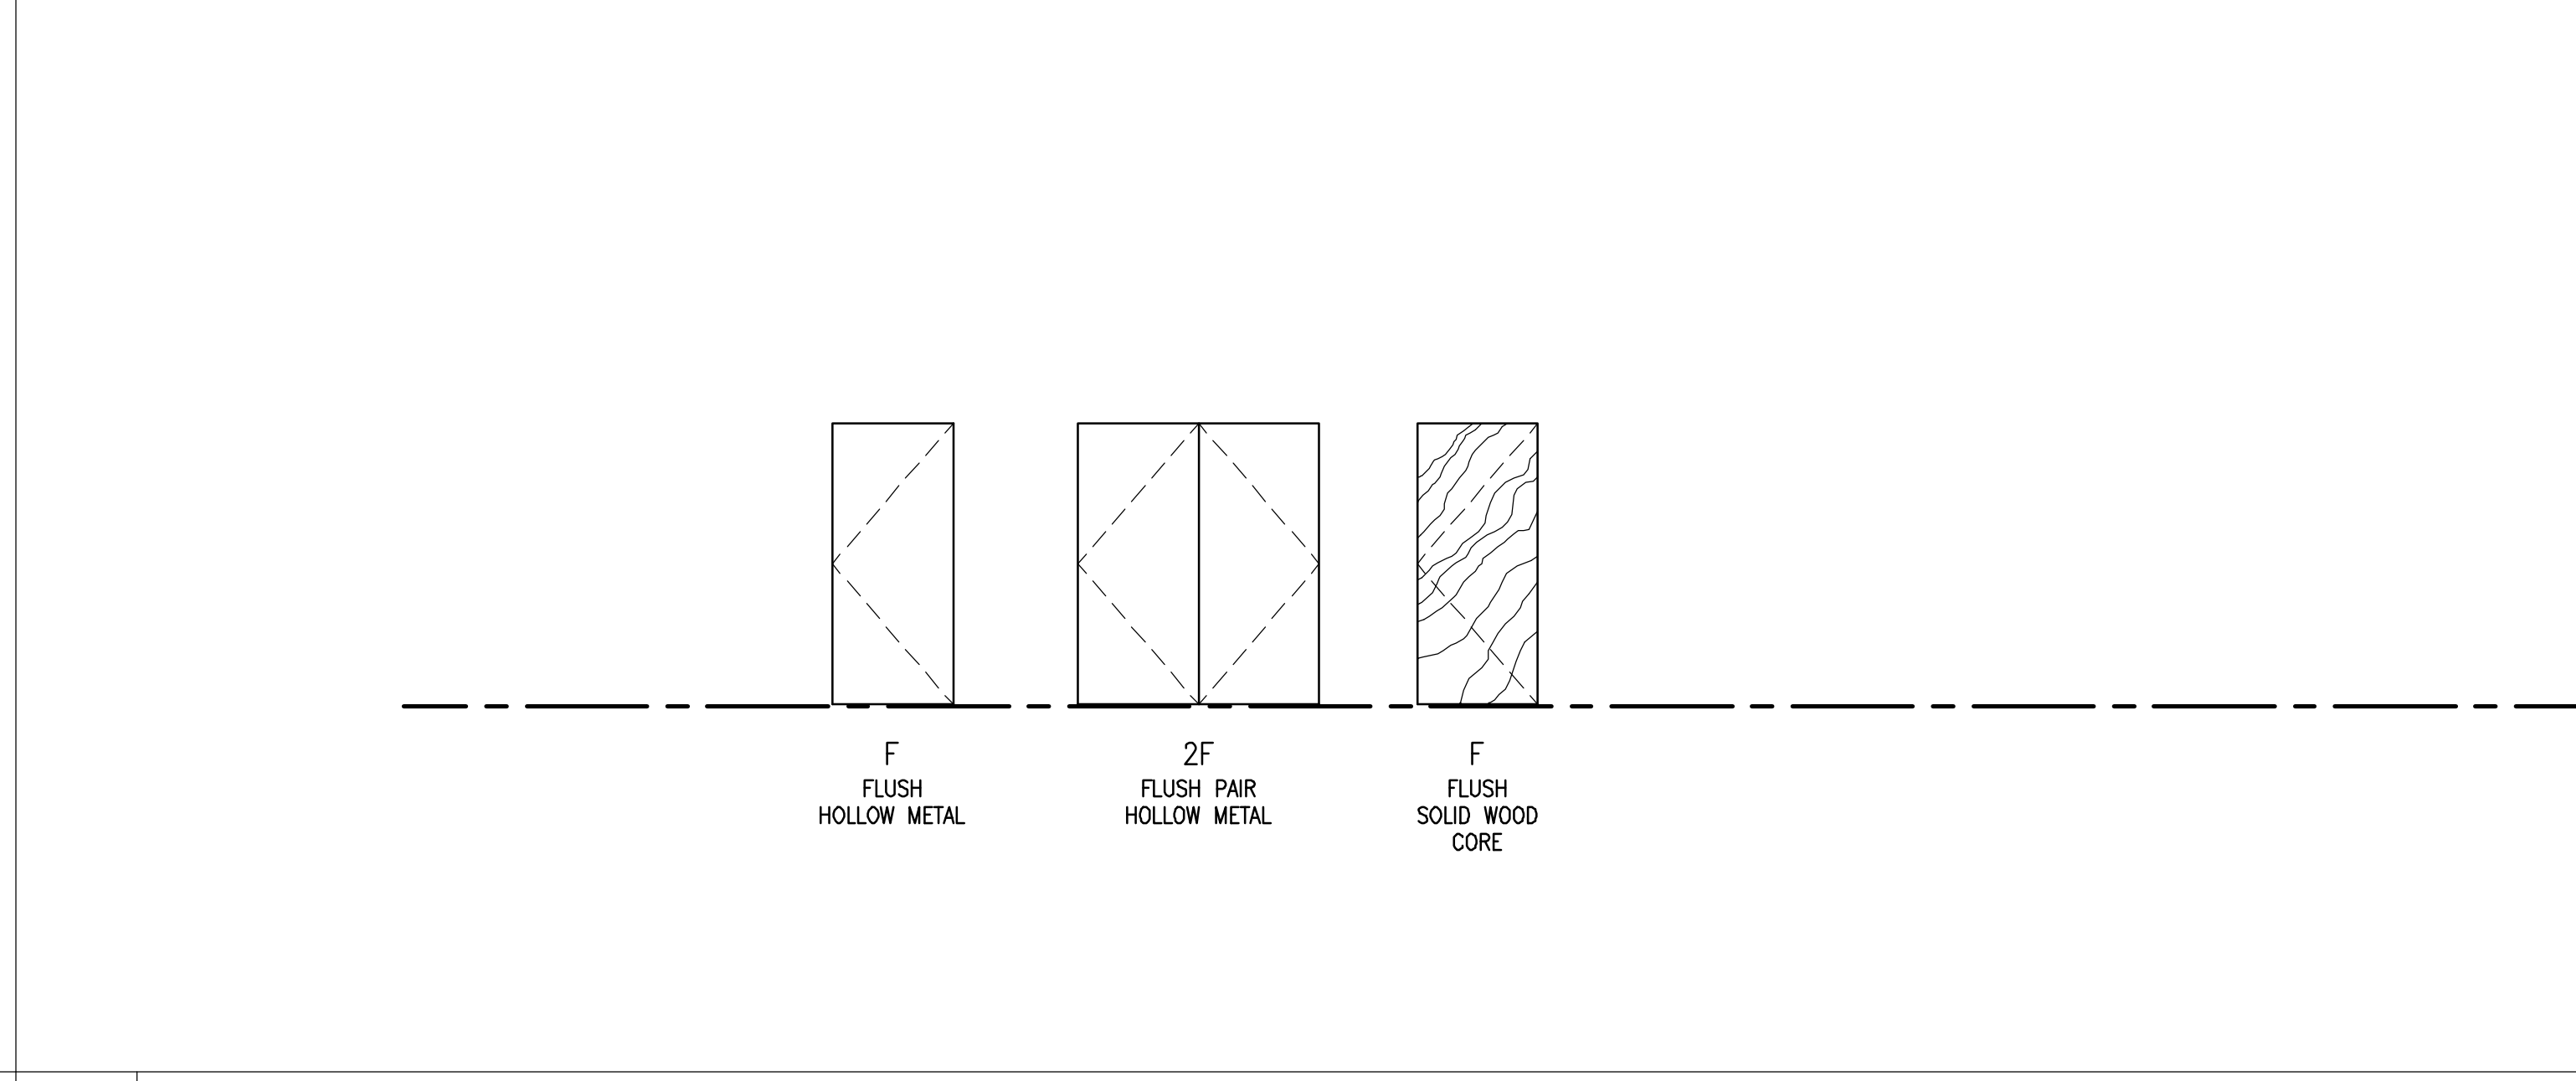 F
FLUSH
HOLLOW METAL
2F
FLUSH PAIR
HOLLOW METAL
F
FLUSH
SOLID WOOD
CORE